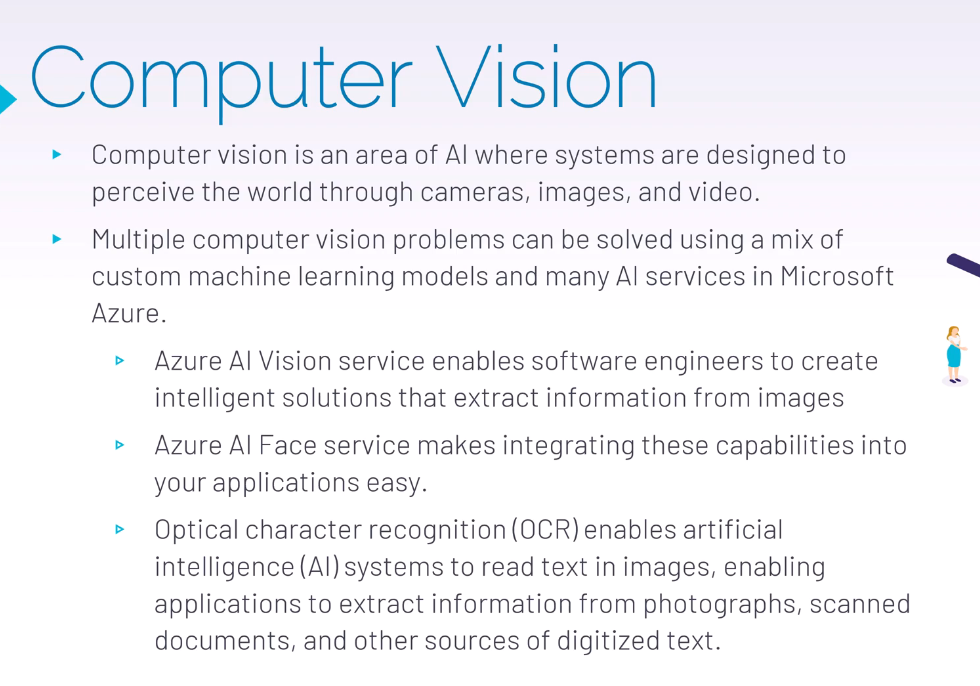 Computer Vision
Computer vision is an area of AI where systems are designed to
perceive the world through cameras, images, and video.
Multiple computer vision problems can be solved using a mix of
custom machine learning models and many AI services in Microsoft
Azure.
Azure AI Vision service enables software engineers to create
intelligent solutions that extract information from images
Azure AI Face service makes integrating these capabilities into
your applications easy.
Optical character recognition (OCR) enables artificial
intelligence (AI) systems to read text in images, enabling
applications to extract information from photographs, scanned
documents, and other sources of digitized text.